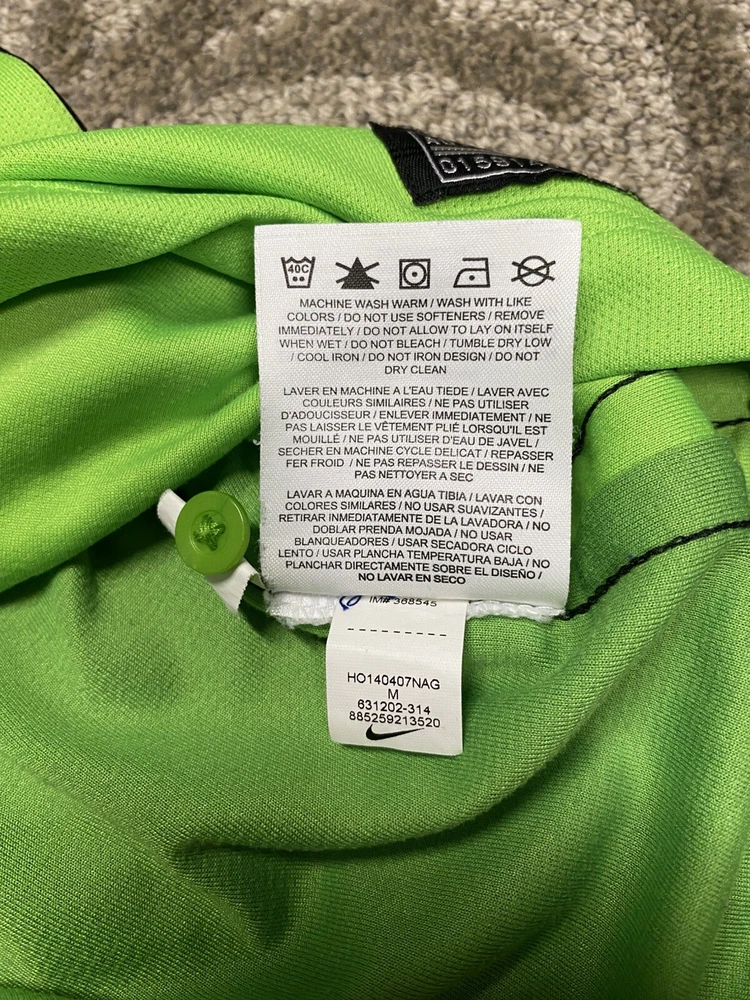 40C
MACHINE WASH WARM / WASH WITH LIKE
COLORS / DO NOT USE SOFTENERS / REMOVE
IMMEDIATELY / DO NOT ALLOW TO LAY ON ITSELF
WHEN WET / DO NOT BLEACH / TUMBLE DRY LOW
/ COOL IRON / DO NOT IRON DESIGN / DO NOT
DRY CLEAN
LAVER EN MACHINE A L'EAU TIEDE / LAVER AVEC
COULEURS SIMILAIRES / NE PAS UTILISER
D'ADOUCISSEUR / ENLEVER IMMEDIATEMENT / NE
PAS LAISSER LE VÊTEMENT PLIÉ LORSQU'IL EST
MOUILLÉ / NE PAS UTILISER D'EAU DE JAVEL /
SECHER EN MACHINE CYCLE DELICAT / REPASSER
FER FROID / NE PAS REPASSER LE DESSIN / NE
PAS NETTOYER A SEC
LAVAR A MAQUINA EN AGUA TIBIA / LAVAR CON
COLORES SIMILARES / NO USAR SUAVIZANTES /
RETIRAR INMEDIATAMENTE DE LA LAVADORA / NO
DOBLAR PRENDA MOJADA / NO USAR
BLANQUEADORES / USAR SECADORA CICLO
LENTO / USAR PLANCHA TEMPERATURA BAJA / NO
PLANCHAR DIRECTAMENTE SOBRE EL DISEÑO /
NO LAVAR EN SECO
IM# 368545
HO140407NAG
M
631202-314
885259213520